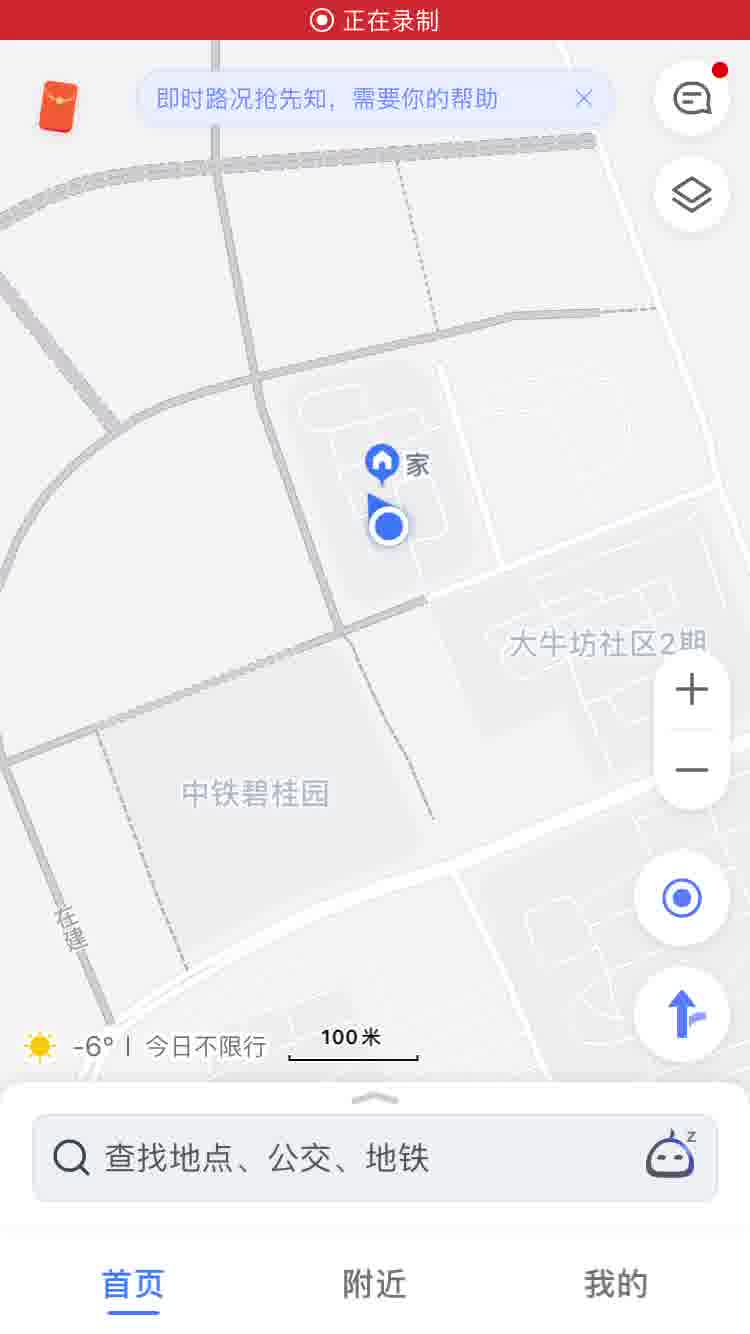 正在录制
即时路况抢先知，需要你的帮助
家
大牛坊社区2期
中铁碧桂园
在建
-6° | 今日不限行
100米
查找地点、公交、地铁
z
首页
附近
我的